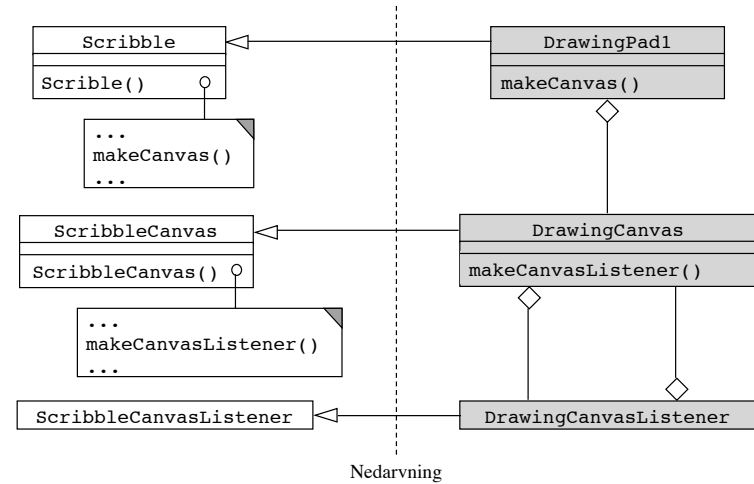 Scribble
Scrible()
...
makeCanvas()
...
DrawingPad1
makeCanvas()
ScribbleCanvas
ScribbleCanvas()
...
makeCanvasListener()
...
DrawingCanvas
makeCanvasListener()
ScribbleCanvasListener
DrawingCanvasListener
Nedarvning